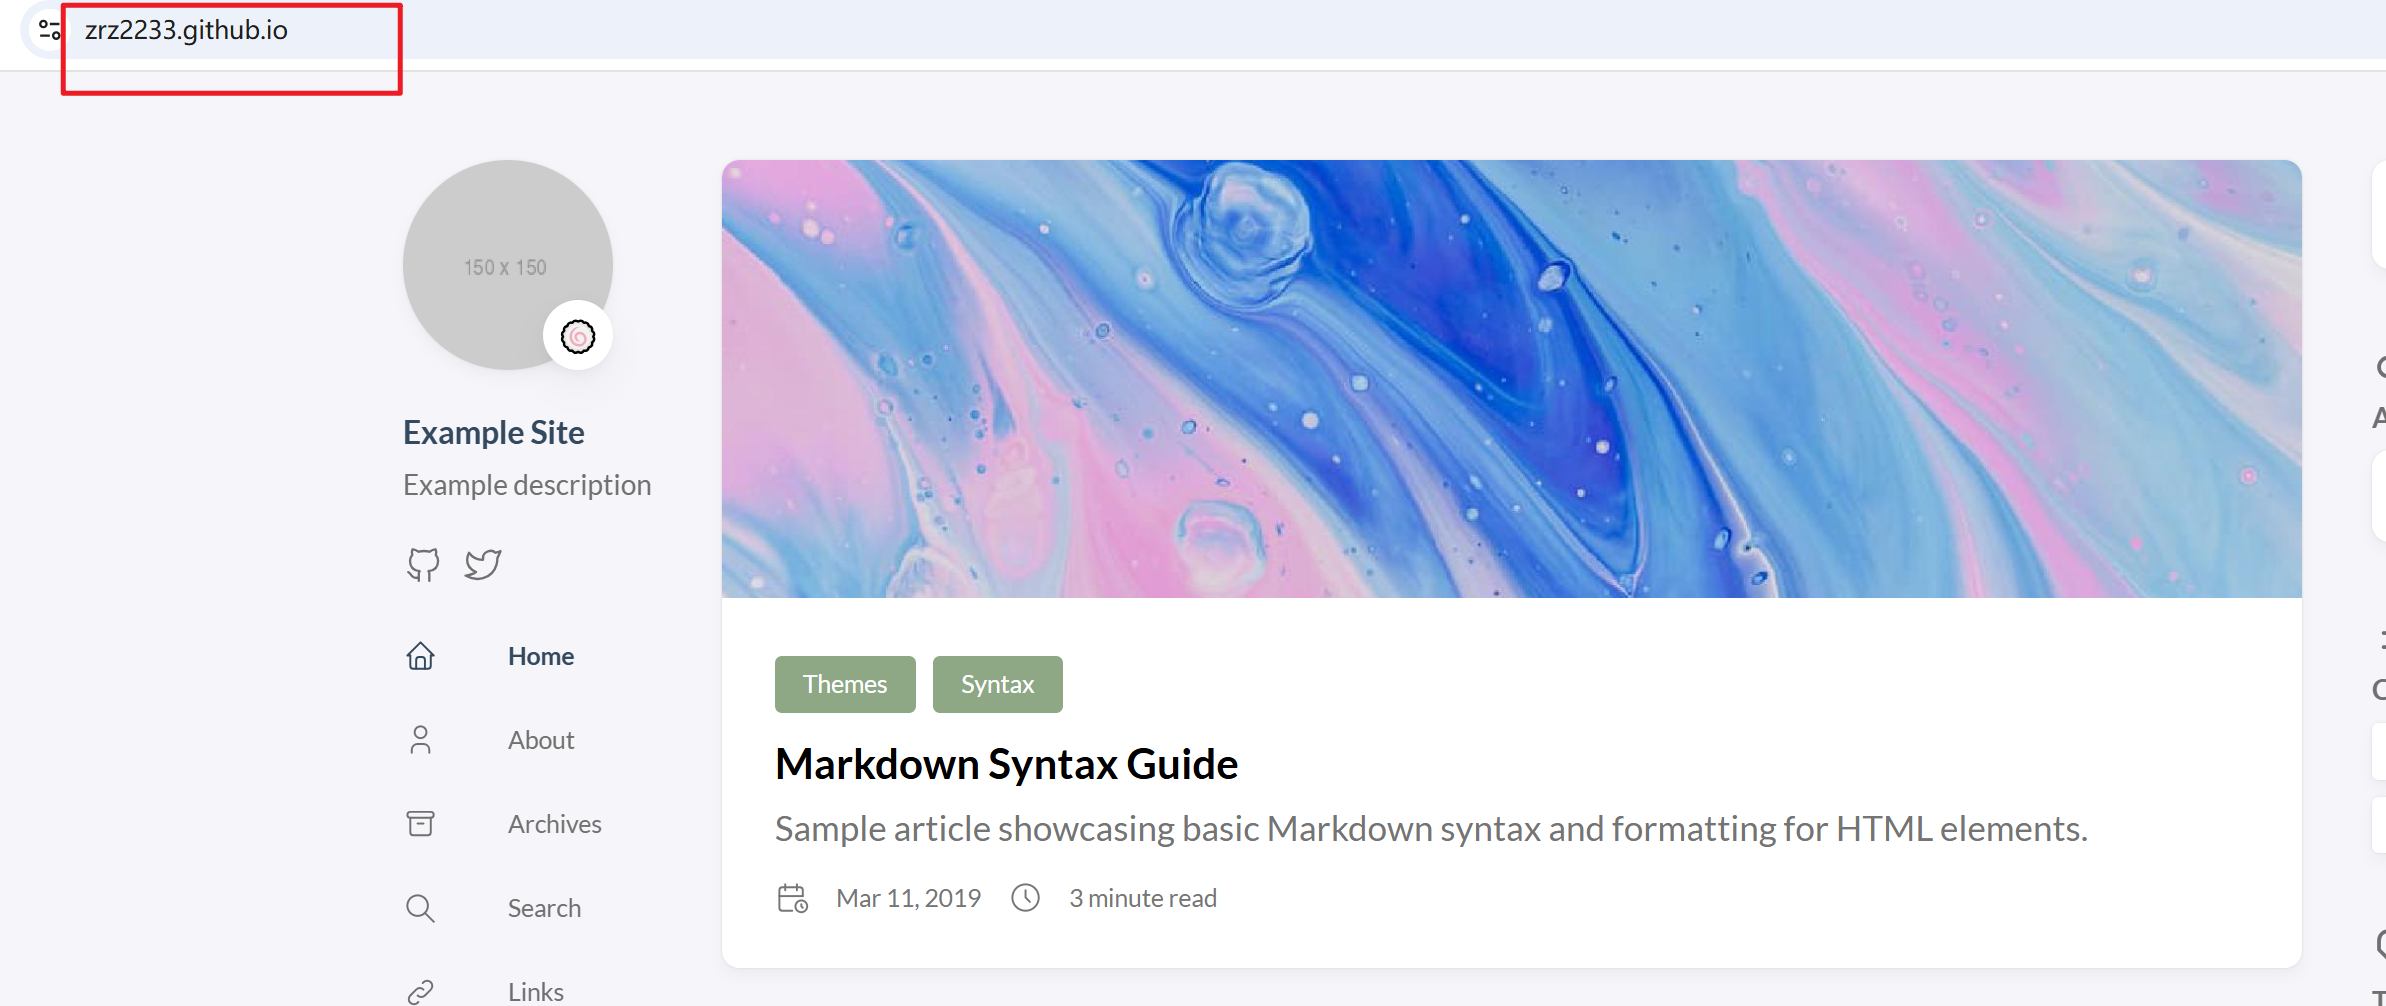 zrz2233.github.io
150 x 150
Example Site
Example description
Home
About
Archives
Search
Links
Themes
Syntax
Markdown Syntax Guide
Sample article showcasing basic Markdown syntax and formatting for HTML elements.
Mar 11, 2019
3 minute read